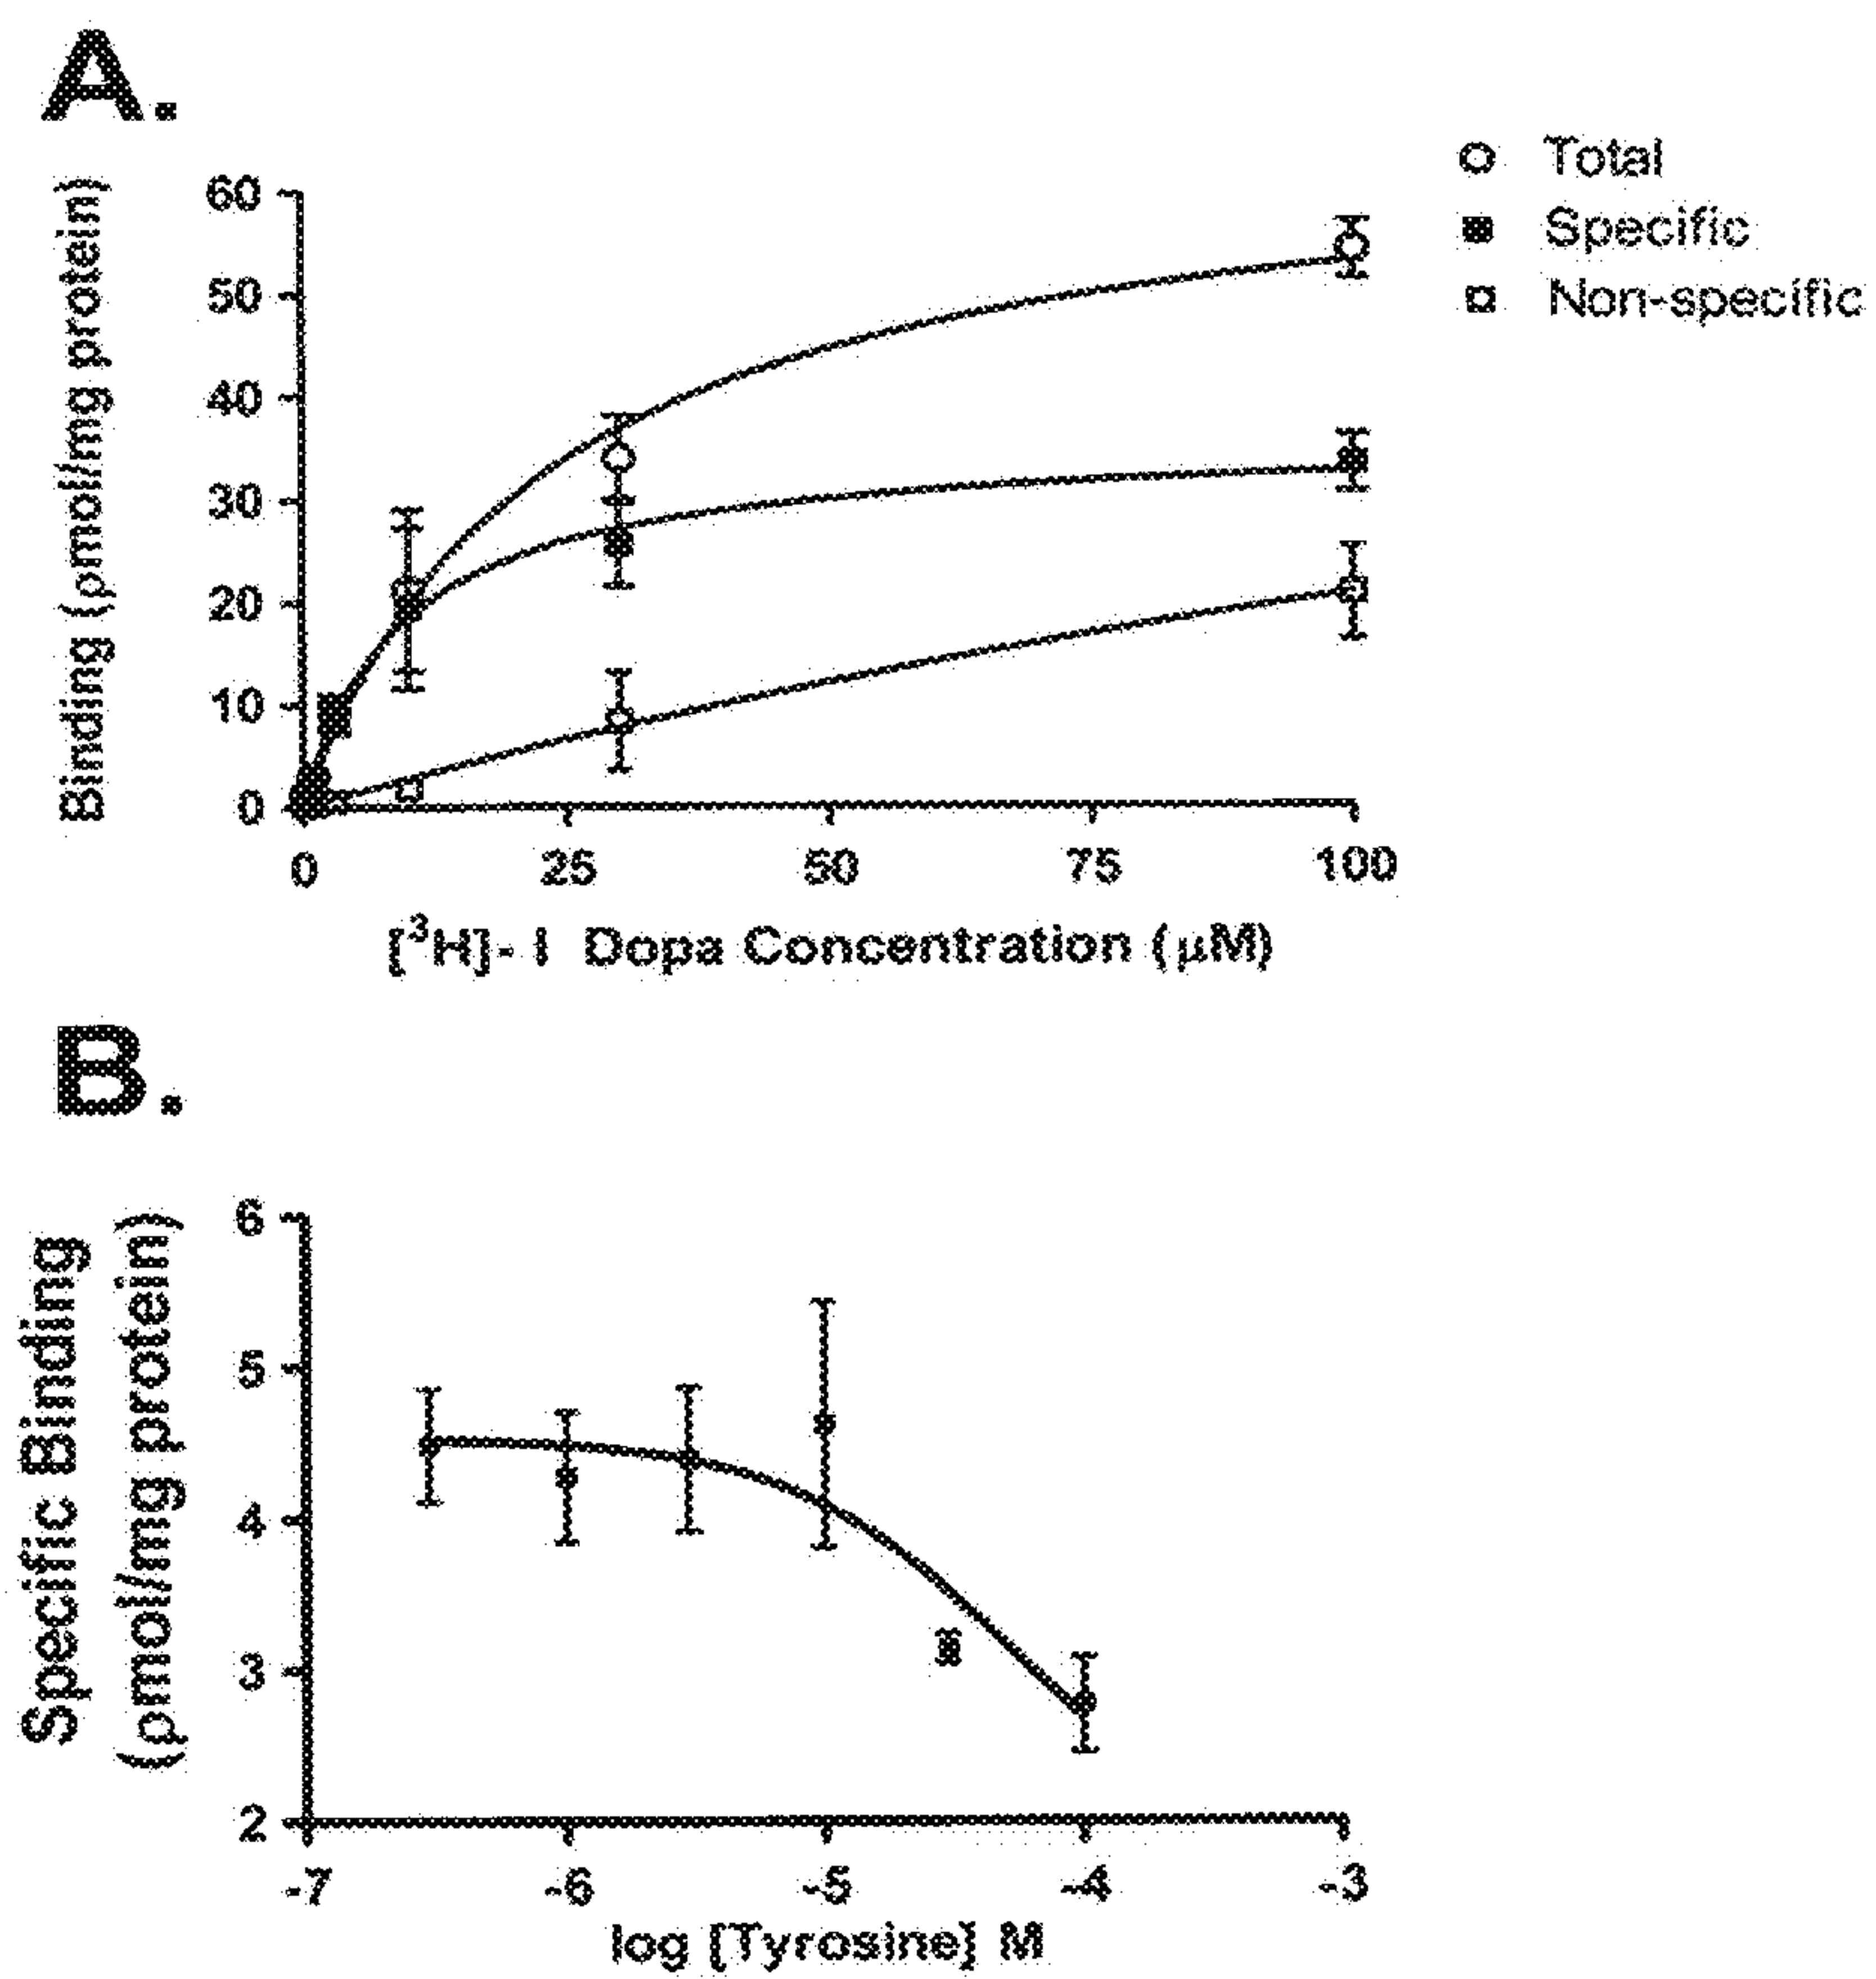 A.
Total
Specific
Non-specific
Binding (ρmol/mg protein)
60
50
40
30
20
10
0
0 25 50 75 100
[³H]- l Dopa Concentration (µM)
B.
Specific Binding
(ρmol/mg protein)
6
5
4
3
2
-7 -6 -5 -4 -3
log [Tyrosine] M